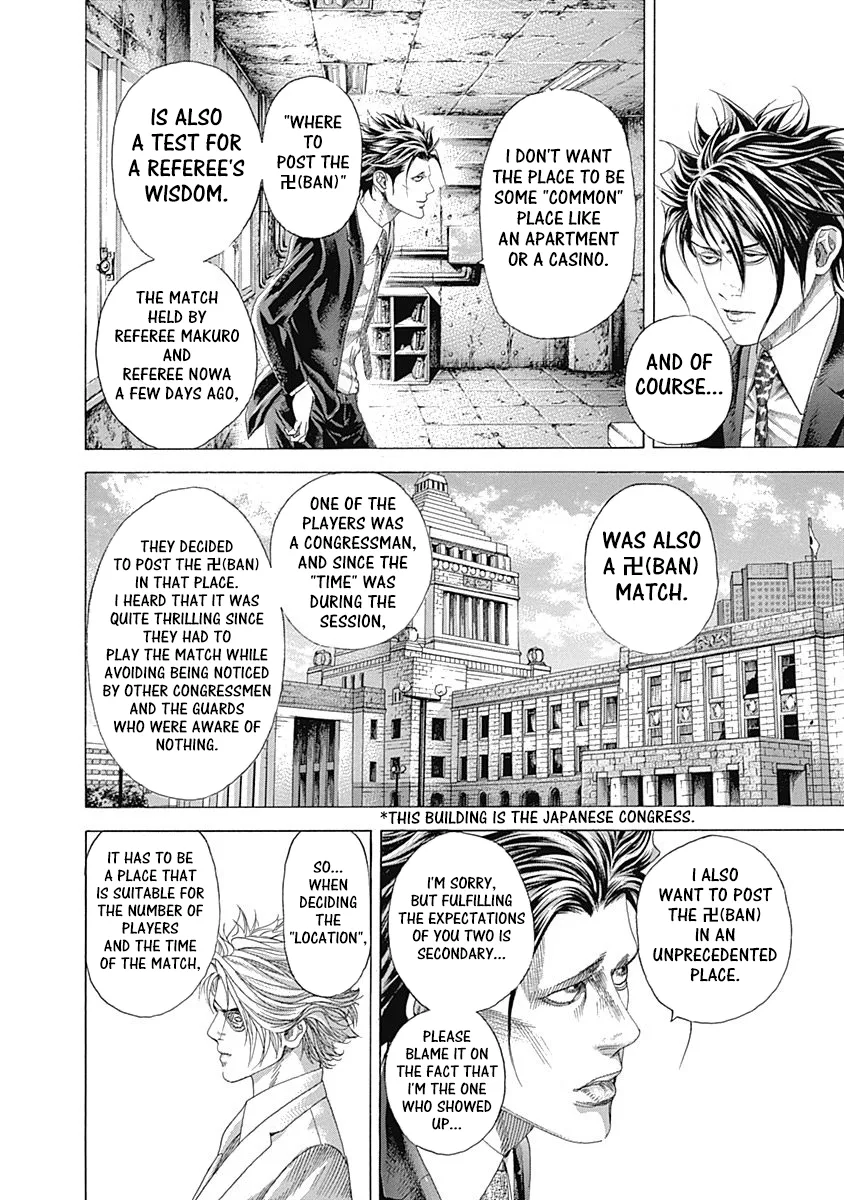 AND OF
COURSE...
I DON'T WANT
THE PLACE TO BE
SOME "COMMON"
PLACE LIKE
AN APARTMENT
OR A CASINO.
"WHERE
TO
POST THE
卍(BAN)"
IS ALSO
A TEST FOR
A REFEREE'S
WISDOM.
THE MATCH
HELD BY
REFEREE MAKURO
AND
REFEREE NOWA
A FEW DAYS AGO,
WAS ALSO
A 卍(BAN)
MATCH.
ONE OF THE
PLAYERS WAS
A CONGRESSMAN,
AND SINCE THE
"TIME" WAS
DURING THE
SESSION,
THEY DECIDED
TO POST THE 卍(BAN)
IN THAT PLACE.
I HEARD THAT IT WAS
QUITE THRILLING SINCE
THEY HAD TO
PLAY THE MATCH WHILE
AVOIDING BEING NOTICED
BY OTHER CONGRESSMEN
AND THE GUARDS
WHO WERE AWARE OF
NOTHING.
*THIS BUILDING IS THE JAPANESE CONGRESS.
I ALSO
WANT TO POST
THE 卍(BAN)
IN AN
UNPRECEDENTED
PLACE.
I'M SORRY,
BUT FULFILLING
THE EXPECTATIONS
OF YOU TWO IS
SECONDARY...
PLEASE
BLAME IT ON
THE FACT THAT
I'M THE ONE
WHO SHOWED
UP...
SO...
WHEN
DECIDING
THE
"LOCATION",
IT HAS TO BE
A PLACE THAT
IS SUITABLE FOR
THE NUMBER OF
PLAYERS
AND THE TIME
OF THE MATCH,